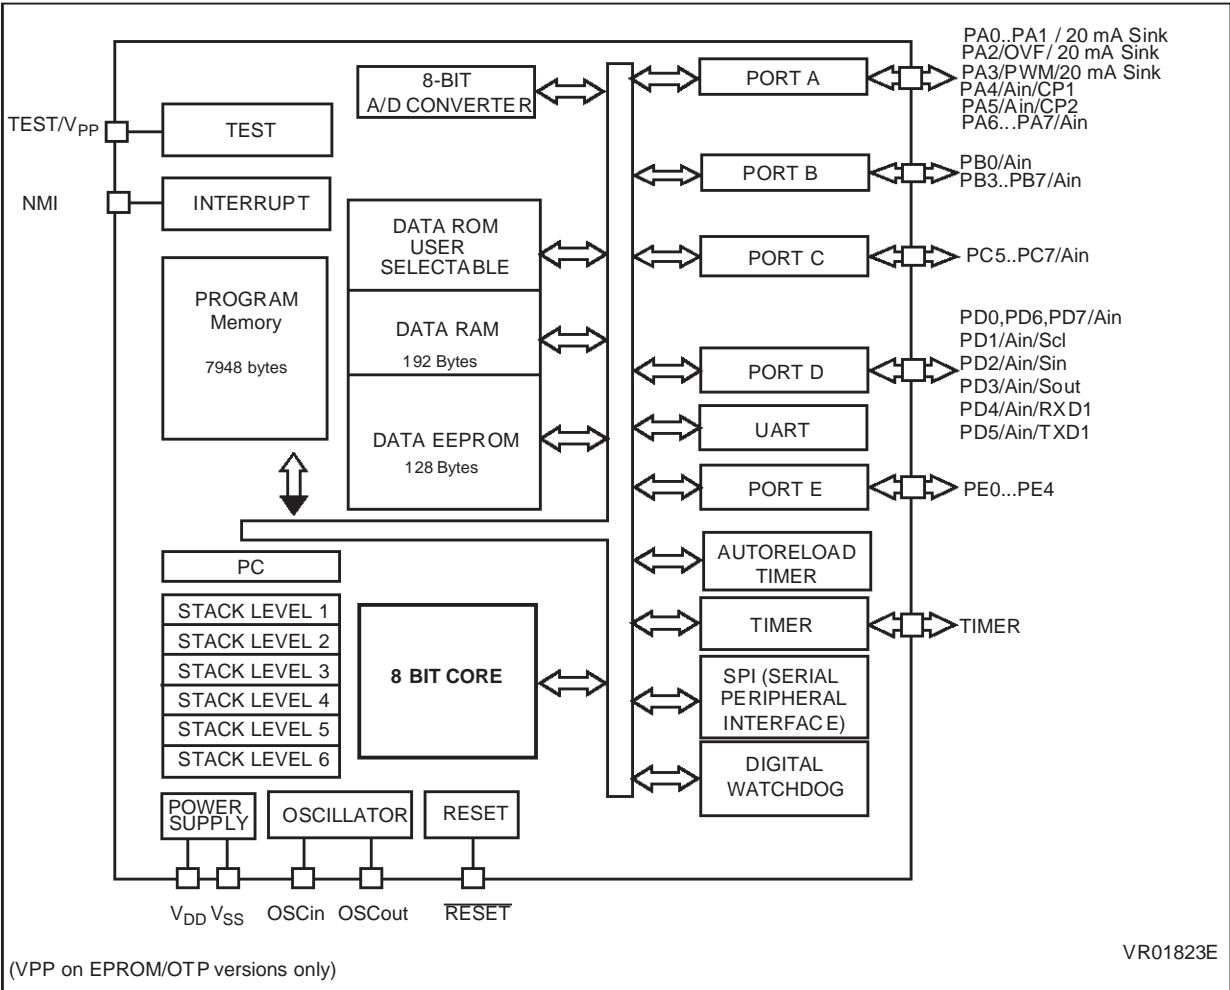 PA0..PA1 / 20 mA Sink
PA2/OVF/ 20 mA Sink
PA3/PWM/20 mA Sink
PA4/Ain/CP1
PA5/Ain/CP2
PA6...PA7/Ain
8-BIT
A/D CONVERTER
PORT A
TEST/VPP
TEST
PORT B
PB0/Ain
PB3..PB7/Ain
NMI
INTERRUPT
DATA ROM
USER
SELECTABLE
PORT C
PC5..PC7/Ain
PROGRAM
Memory
7948 bytes
DATA RAM
192 Bytes
PORT D
PD0,PD6,PD7/Ain
PD1/Ain/Scl
PD2/Ain/Sin
PD3/Ain/Sout
PD4/Ain/RXD1
PD5/Ain/TXD1
DATA EEPROM
128 Bytes
UART
PORT E
PE0...PE4
PC
AUTORELOAD
TIMER
STACK LEVEL 1
STACK LEVEL 2
STACK LEVEL 3
STACK LEVEL 4
STACK LEVEL 5
STACK LEVEL 6
8 BIT CORE
TIMER
TIMER
SPI (SERIAL
PERIPHERAL
INTERFACE)
DIGITAL
WATCHDOG
POWER
SUPPLY
OSCILLATOR
RESET
VDD VSS
OSCin OSCout
RESET
(VPP on EPROM/OTP versions only)
VR01823E